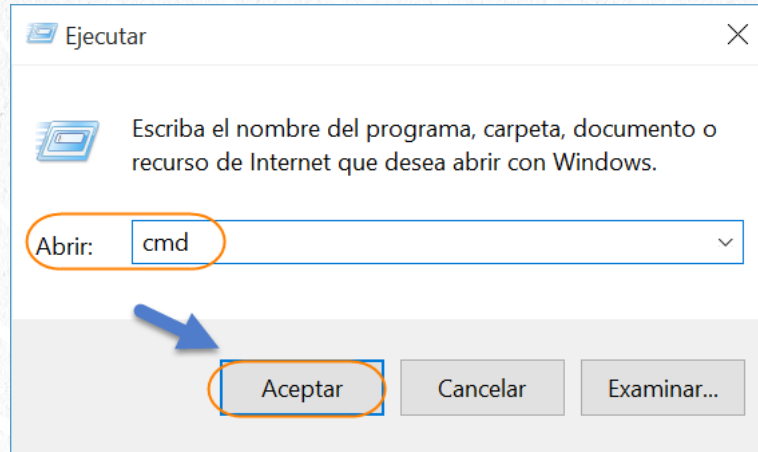 Ejecutar
Escriba el nombre del programa, carpeta, documento o
recurso de Internet que desea abrir con Windows.
Abrir: cmd
Aceptar Cancelar Examinar...